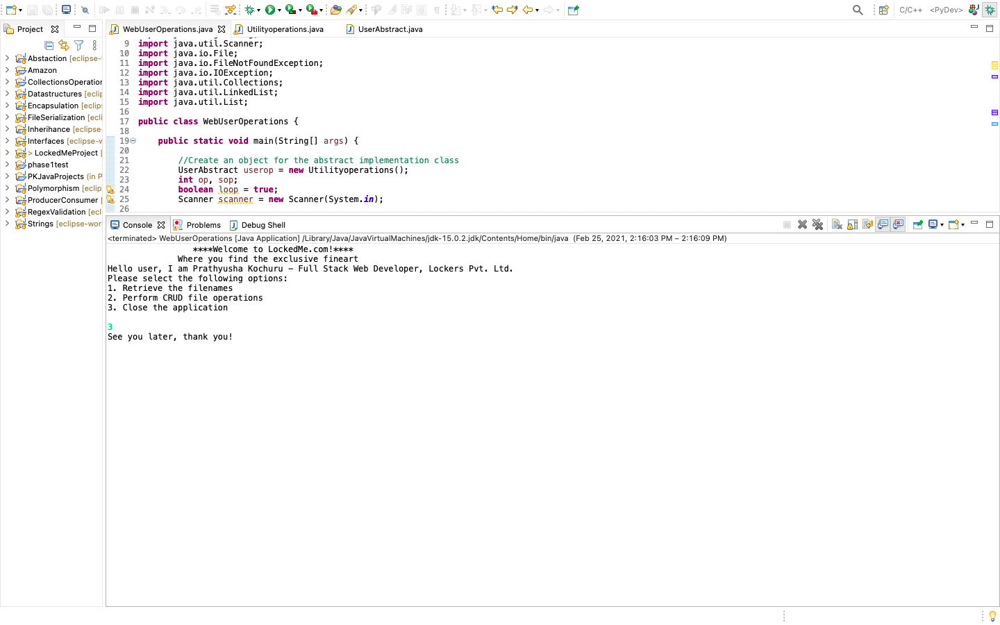 C/C++ <PyDev>
Project
WebUserOperations.java Utilityoperations.java UserAbstract.java
Abstaction [eclipse-
Amazon
CollectionsOperation
Datastructures [eclip
Encapsulation [eclips
FileSerialization [ecli
Inherihance [eclipse-
Interfaces [eclipse-w
> LockedMeProject [
phase1test
PKJavaProjects (in P
Polymorphism [eclip
ProducerConsumer
RegexValidation [ecl
Strings [eclipse-wor
9 import java.util.Scanner;
10 import java.io.File;
11 import java.io.FileNotFoundException;
12 import java.io.IOException;
13 import java.util.Collections;
14 import java.util.LinkedList;
15 import java.util.List;
16
17 public class WebUserOperations {
18
19 public static void main(String[] args) {
20
21 //Create an object for the abstract implementation class
22 UserAbstract userop = new Utilityoperations();
23 int op, sop;
24 boolean loop = true;
25 Scanner scanner = new Scanner(System.in);
26
Console Problems Debug Shell
<terminated> WebUserOperations [Java Application] /Library/Java/JavaVirtualMachines/jdk-15.0.2.jdk/Contents/Home/bin/java (Feb 25, 2021, 2:16:03 PM – 2:16:09 PM)
****Welcome to LockedMe.com!****
Where you find the exclusive fineart
Hello user, I am Prathyusha Kochuru – Full Stack Web Developer, Lockers Pvt. Ltd.
Please select the following options:
1. Retrieve the filenames
2. Perform CRUD file operations
3. Close the application
3
See you later, thank you!